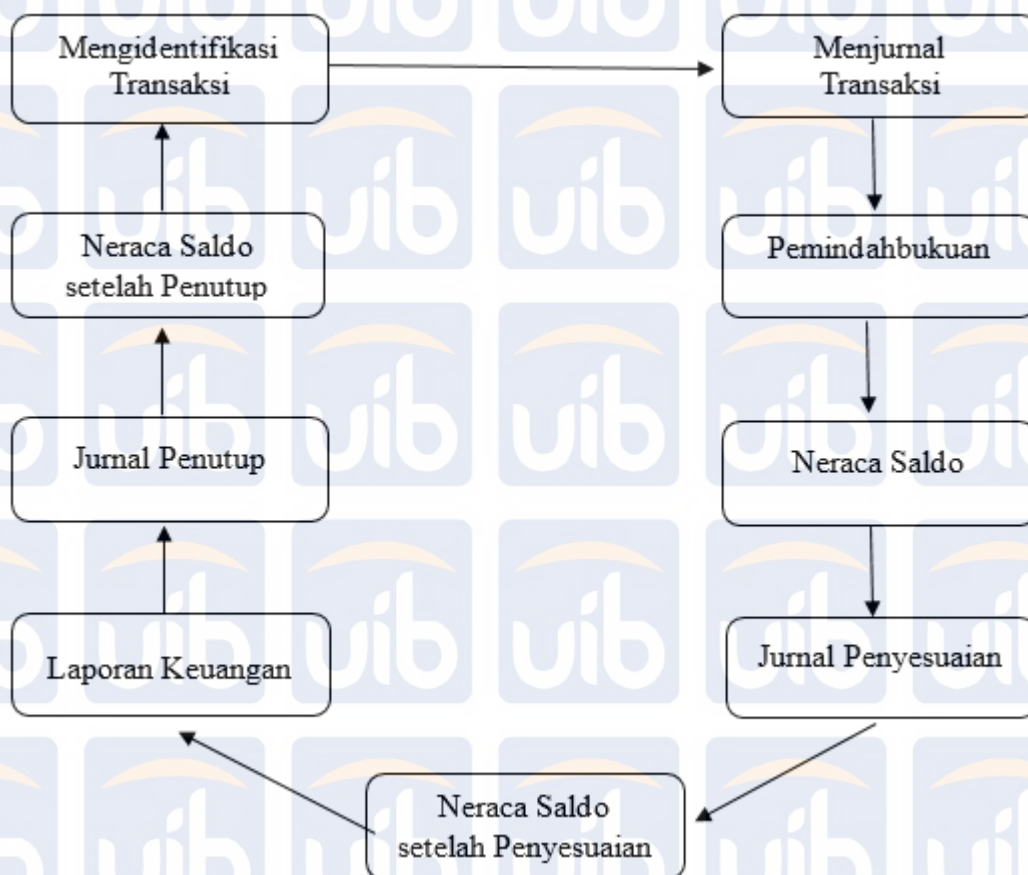 Mengidentifikasi
Transaksi
Menjurnal
Transaksi
Neraca Saldo
setelah Penutup
Pemindahbukuan
Jurnal Penutup
Neraca Saldo
Laporan Keuangan
Jurnal Penyesuaian
Neraca Saldo
setelah Penyesuaian
uib